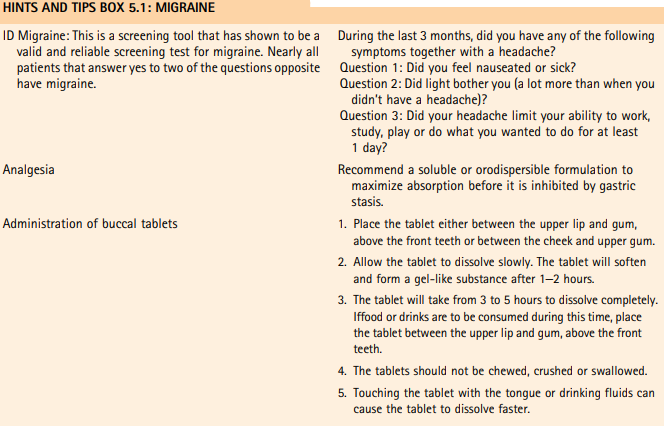 HINTS AND TIPS BOX 5.1: MIGRAINE
ID Migraine: This is a screening tool that has shown to be a
valid and reliable screening test for migraine. Nearly all
patients that answer yes to two of the questions opposite
have migraine.
During the last 3 months, did you have any of the following
symptoms together with a headache?
Question 1: Did you feel nauseated or sick?
Question 2: Did light bother you (a lot more than when you
didn't have a headache)?
Question 3: Did your headache limit your ability to work,
study, play or do what you wanted to do for at least
1 day?
Analgesia
Recommend a soluble or orodispersible formulation to
maximize absorption before it is inhibited by gastric
stasis.
Administration of buccal tablets
1. Place the tablet either between the upper lip and gum,
above the front teeth or between the cheek and upper gum.
2. Allow the tablet to dissolve slowly. The tablet will soften
and form a gel-like substance after 1–2 hours.
3. The tablet will take from 3 to 5 hours to dissolve completely.
Iffood or drinks are to be consumed during this time, place
the tablet between the upper lip and gum, above the front
teeth.
4. The tablets should not be chewed, crushed or swallowed.
5. Touching the tablet with the tongue or drinking fluids can
cause the tablet to dissolve faster.